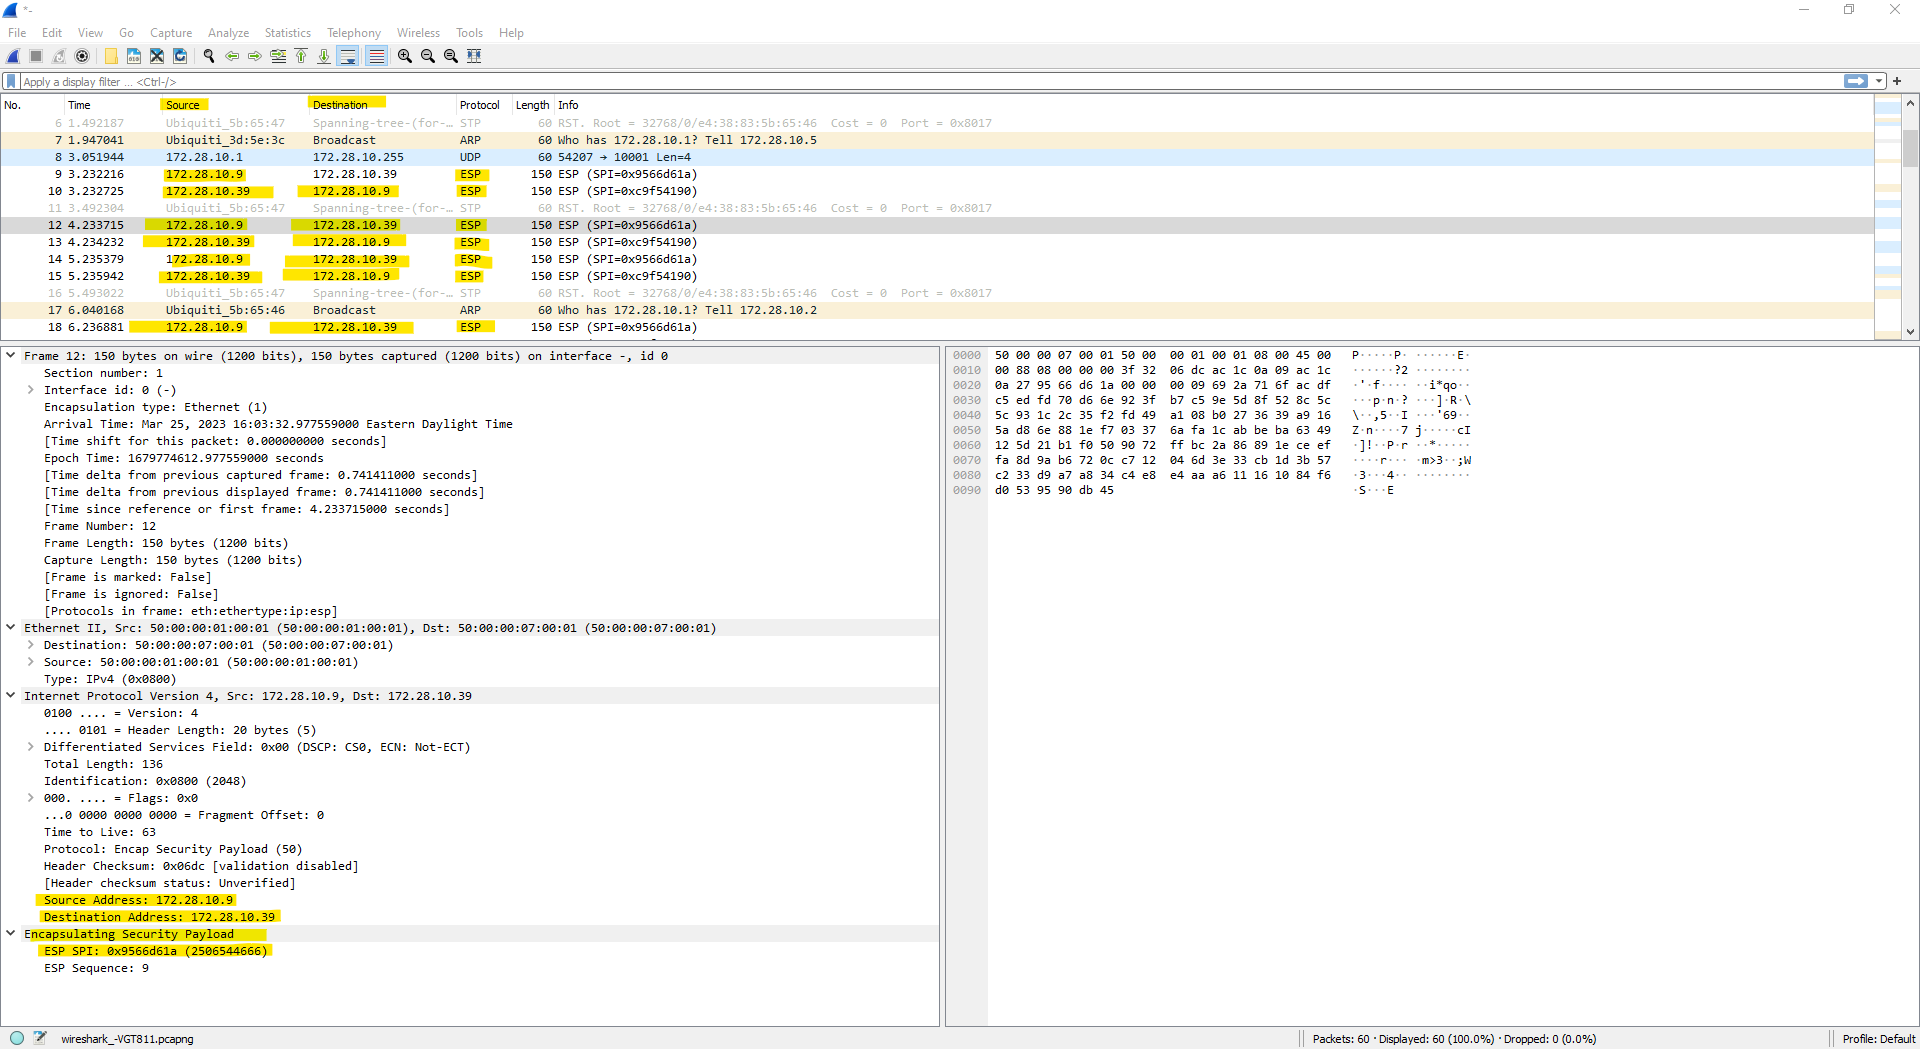 *-
File Edit View Go Capture Analyze Statistics Telephony Wireless Tools Help
Apply a display filter ... <Ctrl-/>
No. Time Source Destination Protocol Length Info
6 1.492187 Ubiquiti_5b:65:47 Spanning-tree-(for-… STP 60 RST. Root = 32768/0/e4:38:83:5b:65:46 Cost = 0 Port = 0x8017
7 1.947041 Ubiquiti_3d:5e:3c Broadcast ARP 60 Who has 172.28.10.1? Tell 172.28.10.5
8 3.051944 172.28.10.1 172.28.10.255 UDP 60 54207 → 10001 Len=4
9 3.232216 172.28.10.9 172.28.10.39 ESP 150 ESP (SPI=0x9566d61a)
10 3.232725 172.28.10.39 172.28.10.9 ESP 150 ESP (SPI=0xc9f54190)
11 3.492304 Ubiquiti_5b:65:47 Spanning-tree-(for-… STP 60 RST. Root = 32768/0/e4:38:83:5b:65:46 Cost = 0 Port = 0x8017
12 4.233715 172.28.10.9 172.28.10.39 ESP 150 ESP (SPI=0x9566d61a)
13 4.234232 172.28.10.39 172.28.10.9 ESP 150 ESP (SPI=0xc9f54190)
14 5.235379 172.28.10.9 172.28.10.39 ESP 150 ESP (SPI=0x9566d61a)
15 5.235942 172.28.10.39 172.28.10.9 ESP 150 ESP (SPI=0xc9f54190)
16 5.493022 Ubiquiti_5b:65:47 Spanning-tree-(for-… STP 60 RST. Root = 32768/0/e4:38:83:5b:65:46 Cost = 0 Port = 0x8017
17 6.040168 Ubiquiti_5b:65:46 Broadcast ARP 60 Who has 172.28.10.1? Tell 172.28.10.2
18 6.236881 172.28.10.9 172.28.10.39 ESP 150 ESP (SPI=0x9566d61a)
Frame 12: 150 bytes on wire (1200 bits), 150 bytes captured (1200 bits) on interface -, id 0
Section number: 1
Interface id: 0 (-)
Encapsulation type: Ethernet (1)
Arrival Time: Mar 25, 2023 16:03:32.977559000 Eastern Daylight Time
[Time shift for this packet: 0.000000000 seconds]
Epoch Time: 1679774612.977559000 seconds
[Time delta from previous captured frame: 0.741411000 seconds]
[Time delta from previous displayed frame: 0.741411000 seconds]
[Time since reference or first frame: 4.233715000 seconds]
Frame Number: 12
Frame Length: 150 bytes (1200 bits)
Capture Length: 150 bytes (1200 bits)
[Frame is marked: False]
[Frame is ignored: False]
[Protocols in frame: eth:ethertype:ip:esp]
Ethernet II, Src: 50:00:00:01:00:01 (50:00:00:01:00:01), Dst: 50:00:00:07:00:01 (50:00:00:07:00:01)
Destination: 50:00:00:07:00:01 (50:00:00:07:00:01)
Source: 50:00:00:01:00:01 (50:00:00:01:00:01)
Type: IPv4 (0x0800)
Internet Protocol Version 4, Src: 172.28.10.9, Dst: 172.28.10.39
0100 .... = Version: 4
.... 0101 = Header Length: 20 bytes (5)
Differentiated Services Field: 0x00 (DSCP: CS0, ECN: Not-ECT)
Total Length: 136
Identification: 0x0800 (2048)
000. .... = Flags: 0x0
...0 0000 0000 0000 = Fragment Offset: 0
Time to Live: 63
Protocol: Encap Security Payload (50)
Header Checksum: 0x06dc [validation disabled]
[Header checksum status: Unverified]
Source Address: 172.28.10.9
Destination Address: 172.28.10.39
Encapsulating Security Payload
ESP SPI: 0x9566d61a (2506544666)
ESP Sequence: 9
0000 50 00 00 07 00 01 50 00 00 01 00 01 08 00 45 00 P·····P· ······E·
0010 00 88 08 00 00 00 3f 32 06 dc ac 1c 0a 09 ac 1c ······?2 ········
0020 0a 27 95 66 d6 1a 00 00 00 09 69 2a 71 6f ac df ·'·f···· ··i*qo··
0030 c5 ed fd 70 d6 6e 92 3f b7 c5 9e 5d 8f 52 8c 5c ···p·n·? ···]·R·\
0040 5c 93 1c 2c 35 f2 fd 49 a1 08 b0 27 36 39 a9 16 \··,5··I ···'69··
0050 5a d8 6e 88 1e f7 03 37 6a fa 1c ab be ba 63 49 Z·n····7 j·····cI
0060 12 5d 21 b1 f0 50 90 72 ff bc 2a 86 89 1e ce ef ·]!··P·r ··*·····
0070 fa 8d 9a b6 72 0c c7 12 04 6d 3e 33 cb 1d 3b 57 ····r··· ·m>3··;W
0080 c2 33 d9 a7 a8 34 c4 e8 e4 aa a6 11 16 10 84 f6 ·3···4·· ········
0090 d0 53 95 90 db 45 ·S···E
wireshark_-VGT811.pcapng Packets: 60 · Displayed: 60 (100.0%) · Dropped: 0 (0.0%) Profile: Default